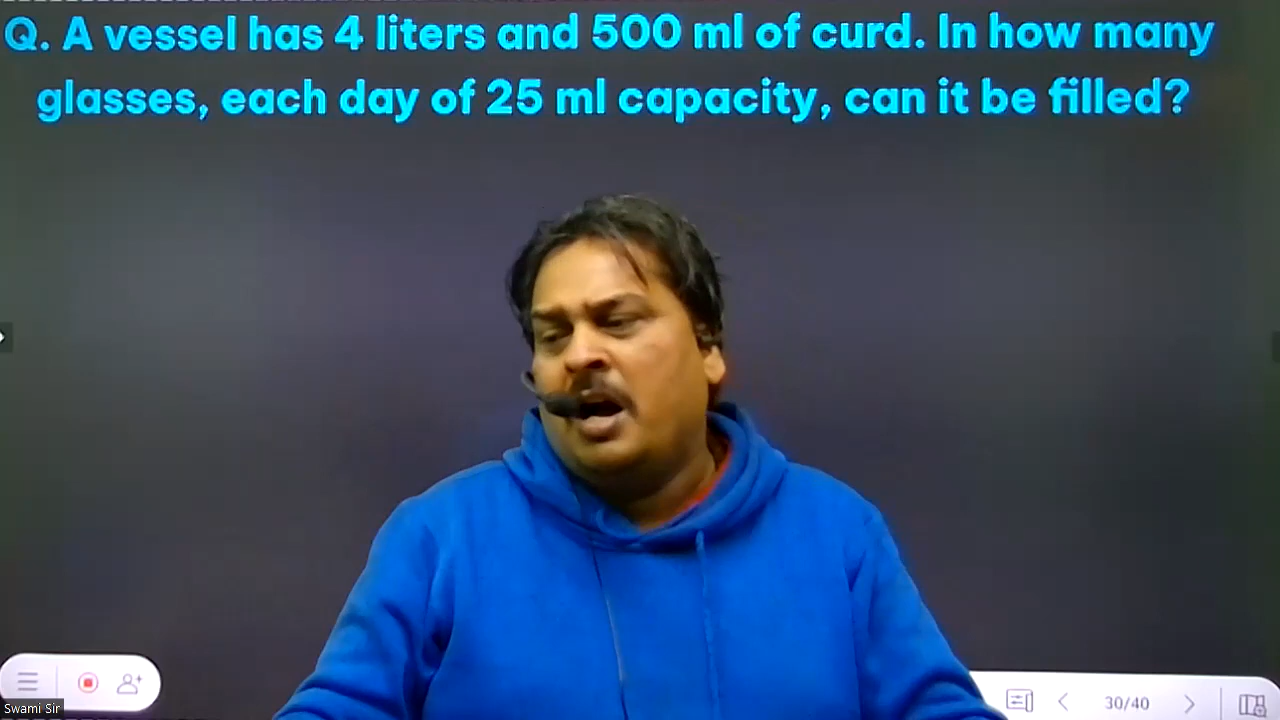 Q. A vessel has 4 liters and 500 ml of curd. In how many
glasses, each day of 25 ml capacity, can it be filled?
Swami Sir
30/40